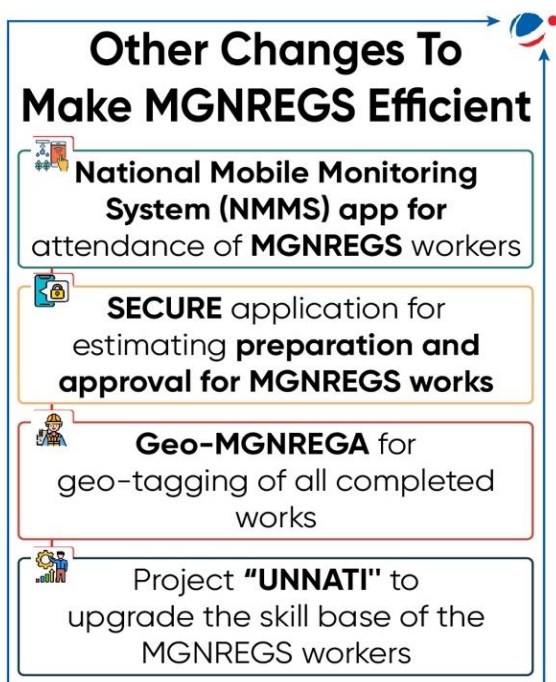 Other Changes To
Make MGNREGS Efficient
National Mobile Monitoring
System (NMMS) app for
attendance of MGNREGS workers
SECURE application for
estimating preparation and
approval for MGNREGS works
Geo-MGNREGA for
geo-tagging of all completed
works
Project “UNNATI" to
upgrade the skill base of the
MGNREGS workers